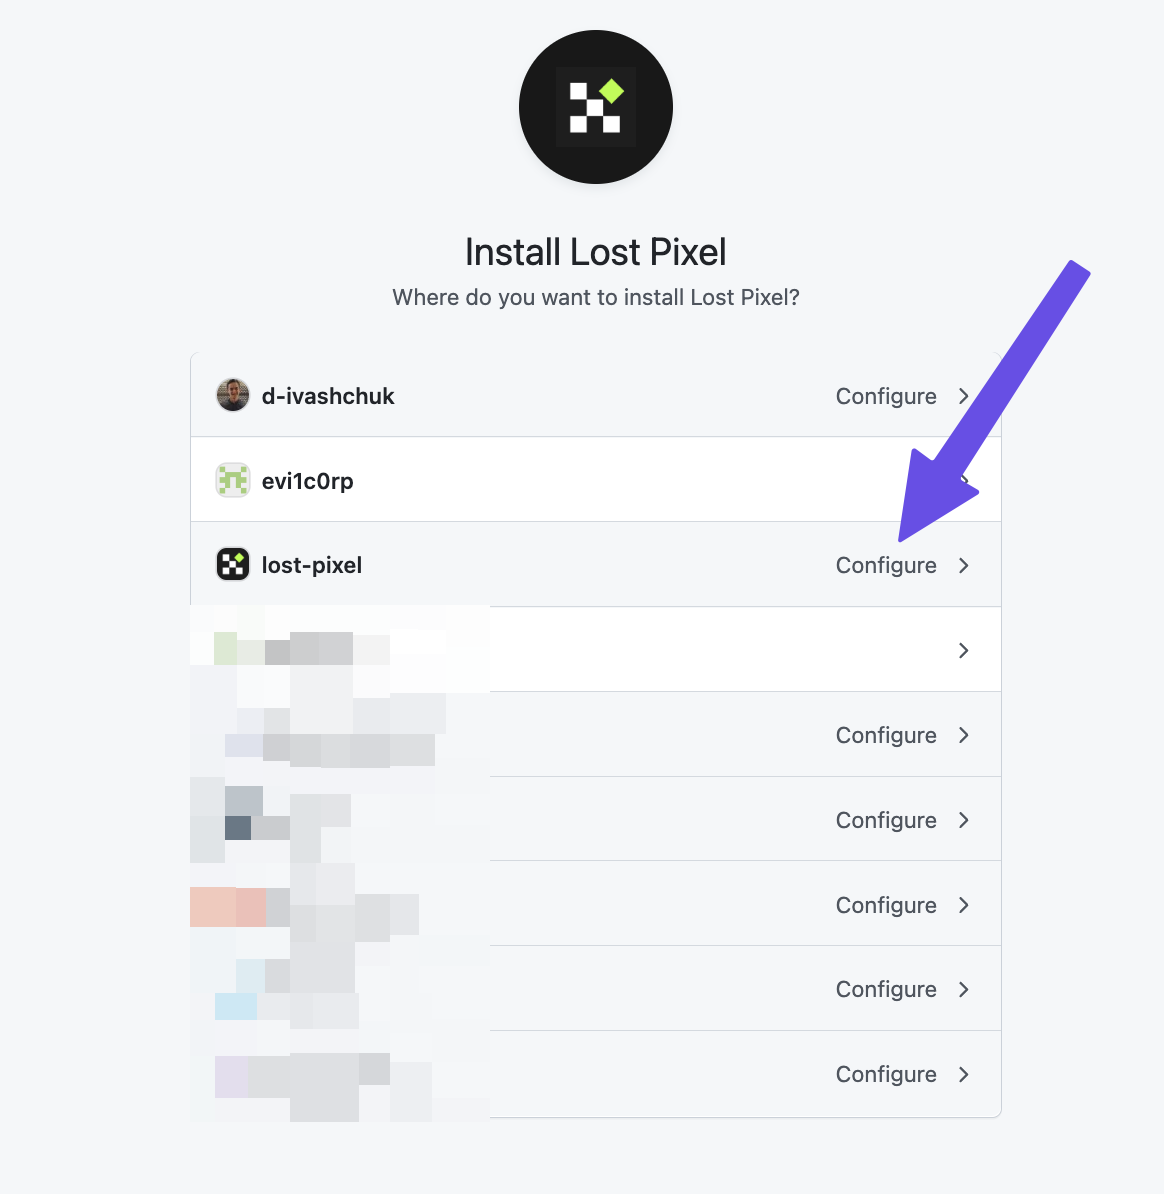 Install Lost Pixel
Where do you want to install Lost Pixel?
d-ivashchuk Configure
evi1c0rp
lost-pixel Configure
Configure
Configure
Configure
Configure
Configure